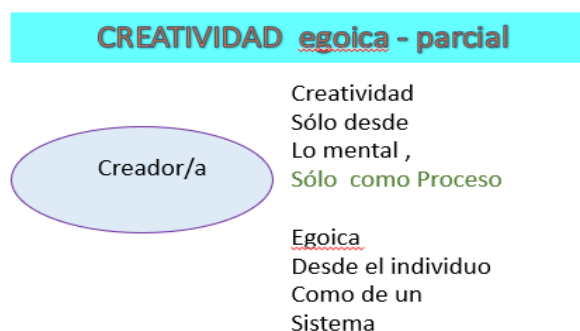 CREATIVIDAD egoica - parcial
Creador/a
Creatividad
Sólo desde
Lo mental ,
Sólo como Proceso
Egoica
Desde el individuo
Como de un
Sistema